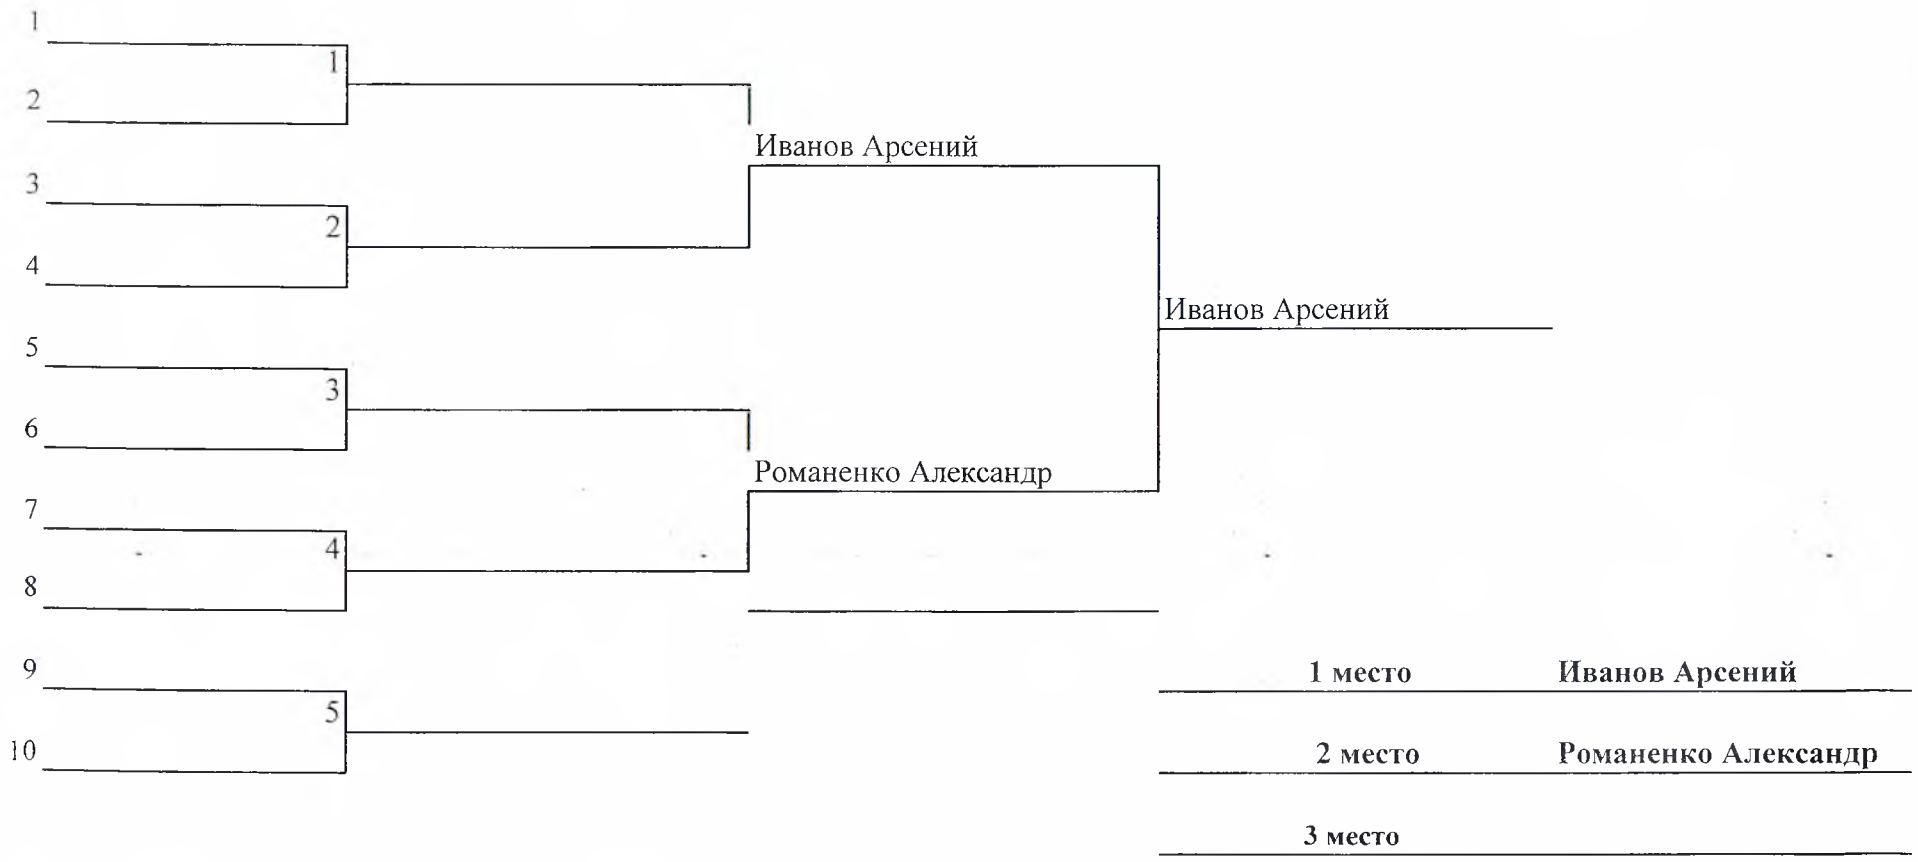 1
1
2
Иванов Арсений
3
2
4
Иванов Арсений
5
3
6
Романенко Александр
7
4
8
9
1 место Иванов Арсений
5
10
2 место Романенко Александр
3 место